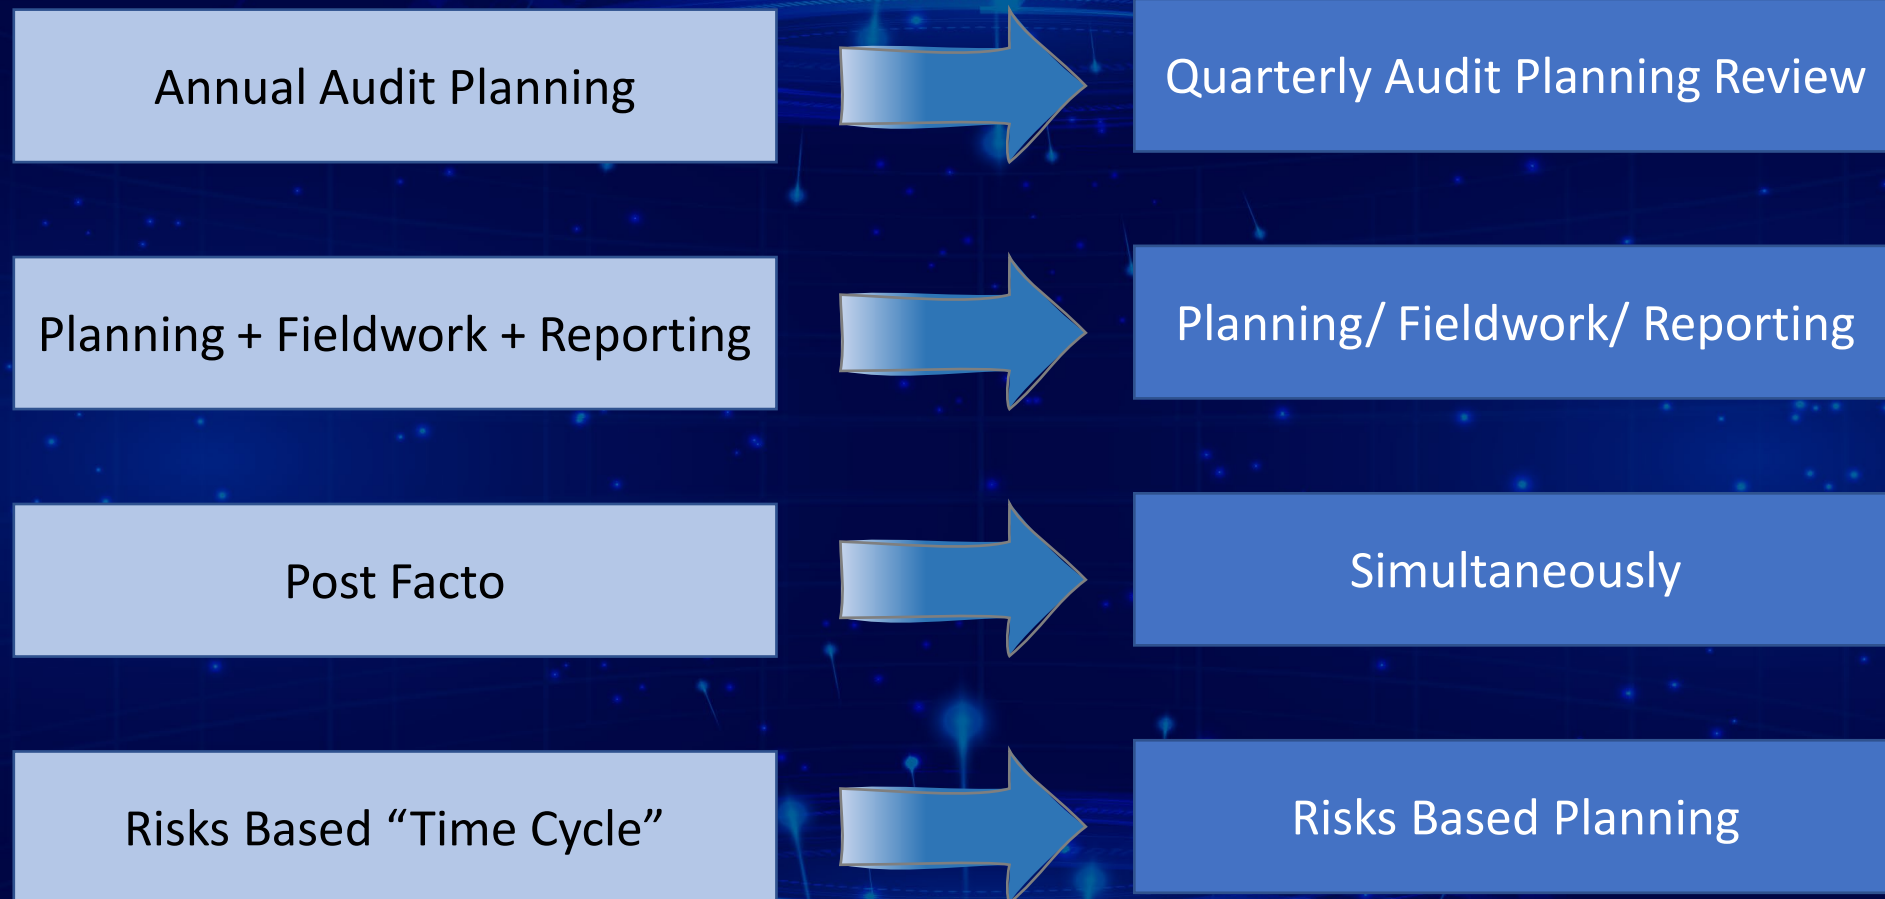 Annual Audit Planning
Quarterly Audit Planning Review
Planning + Fieldwork + Reporting
Planning/ Fieldwork/ Reporting
Post Facto
Simultaneously
Risks Based “Time Cycle”
Risks Based Planning